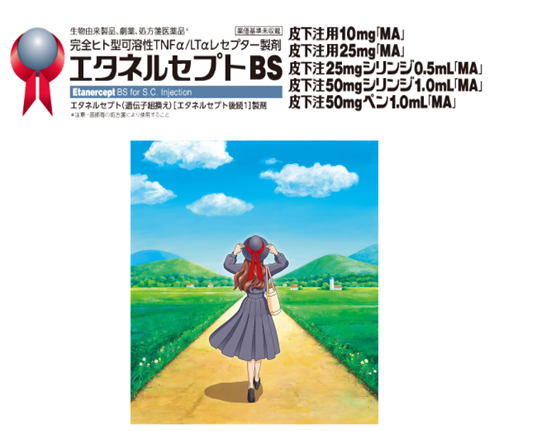 生物由来製品、劇薬、処方箋医薬品*
薬価基準未収載
完全ヒト型可溶性TNFα/LTαレセプター製剤
エタネルセプトBS
Etanercept BS for S.C. Injection
エタネルセプト(遺伝子組換え)[エタネルセプト後続1]製剤
*注意-医師等の処方箋により使用すること
皮下注用10mg「MA」
皮下注用25mg「MA」
皮下注25mgシリンジ0.5mL「MA」
皮下注50mgシリンジ1.0mL「MA」
皮下注50mgペン1.0mL「MA」